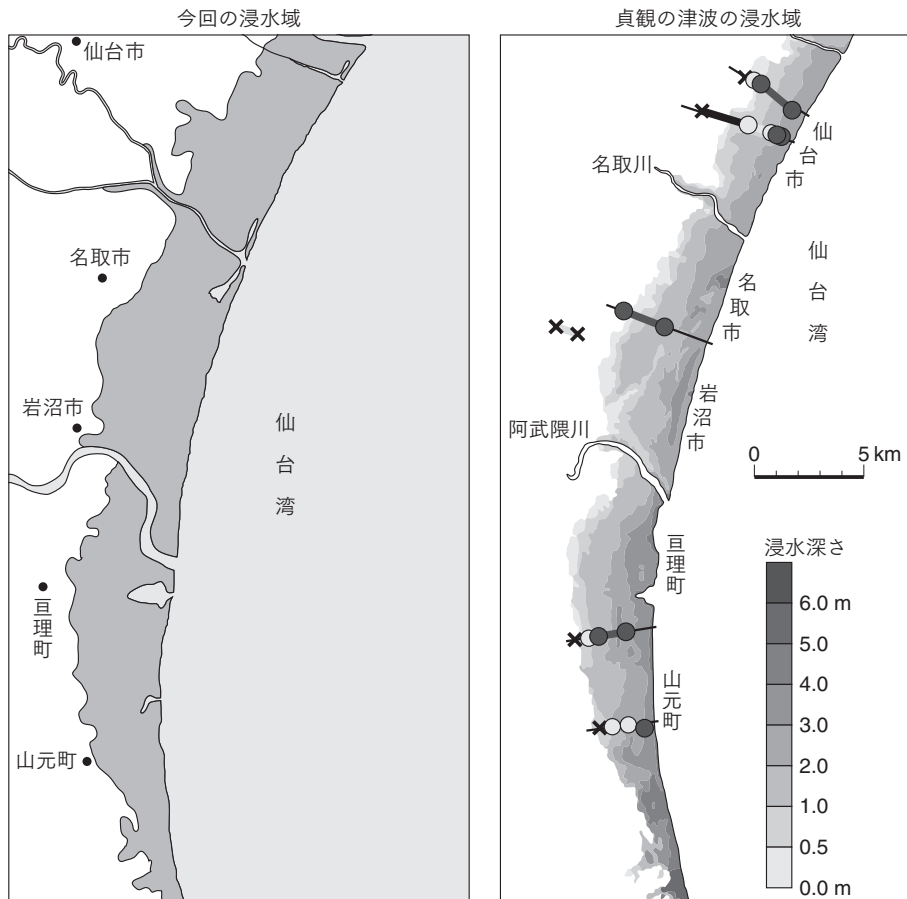 今回の浸水域
仙台市
名取市
岩沼市
亘理町
山元町
仙台湾
貞観の津波の浸水域
仙台市
名取川
仙台湾
名取市
岩沼市
阿武隈川
0 5 km
亘理町
山元町
浸水深さ
6.0 m
5.0
4.0
3.0
2.0
1.0
0.5
0.0 m